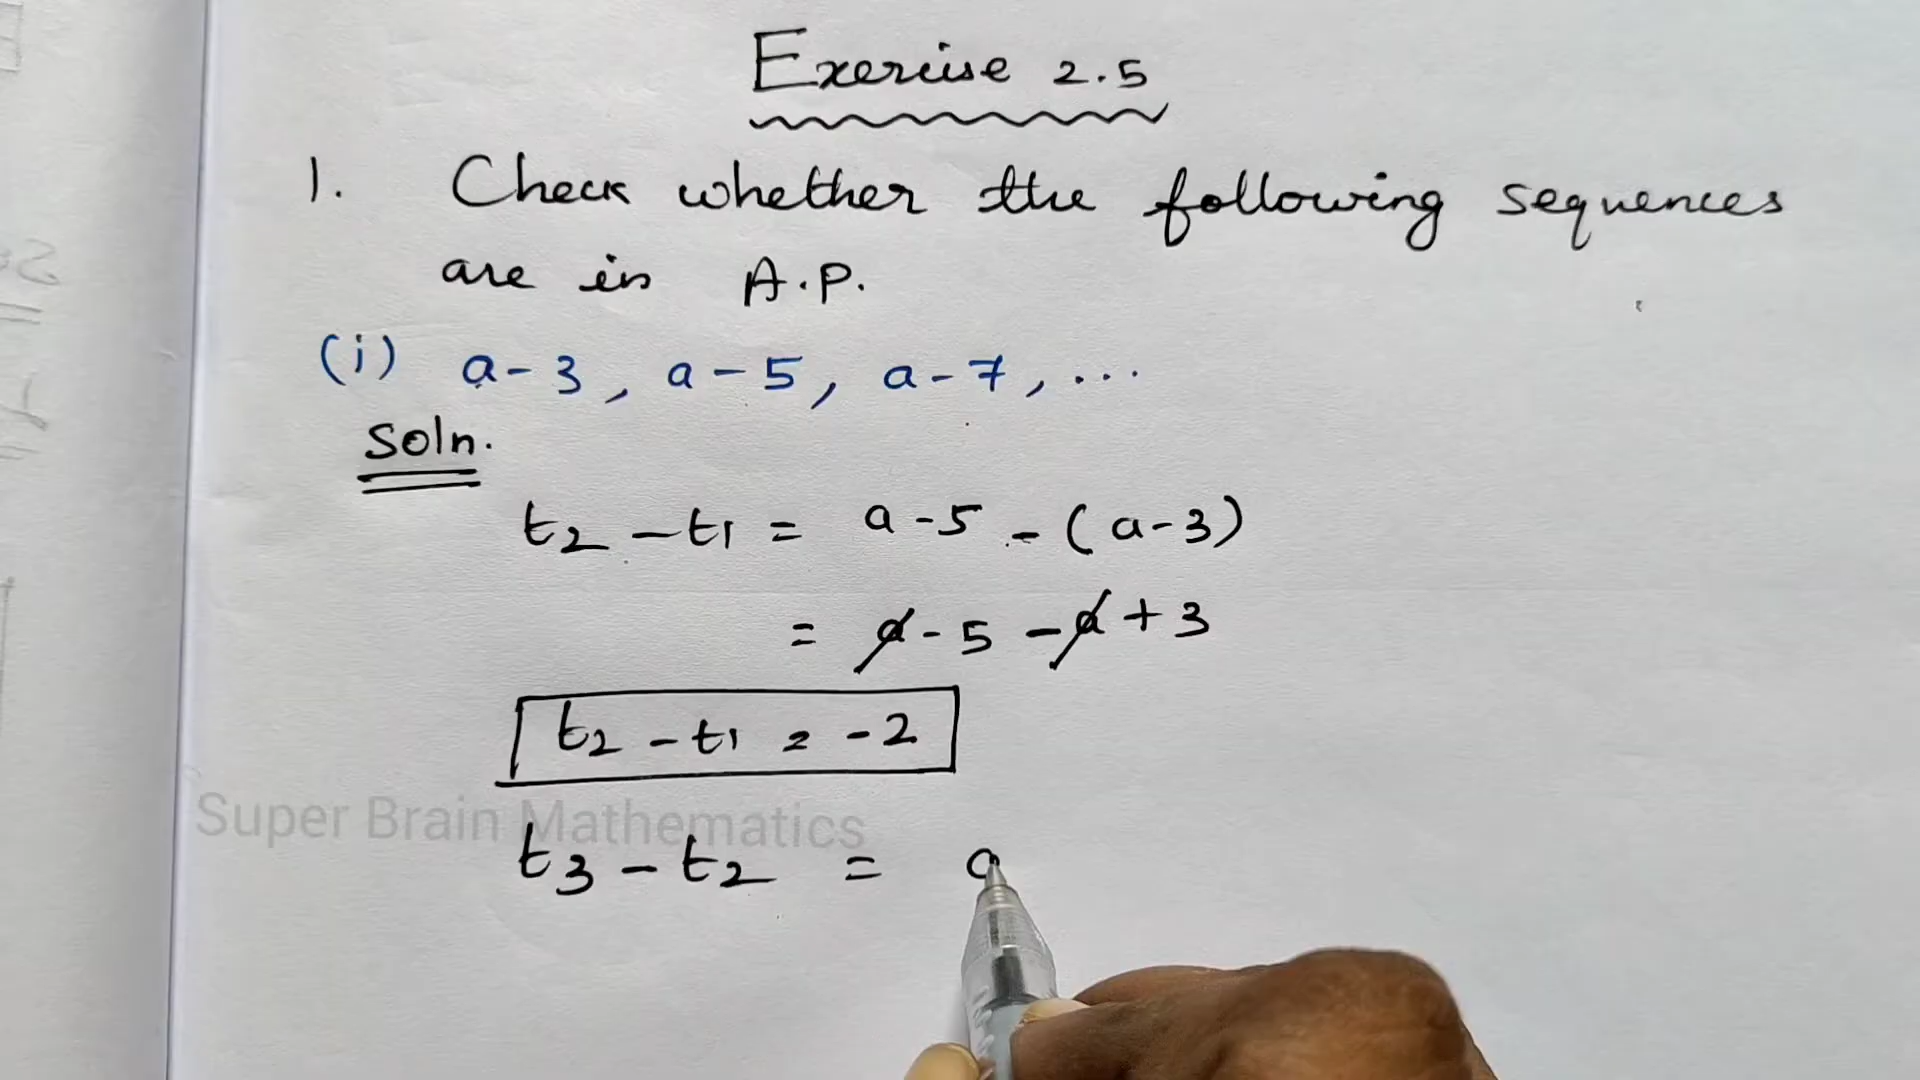 Exercise 2.5
1. Check whether the following sequences
are in A.P.
(i) a-3, a-5, a-7, ...
Soln.
t2 - t1 = a-5 - (a-3)
= a-5 -a+3
t2 - t1 = -2
Super Brain Mathematics
t3 - t2 = a